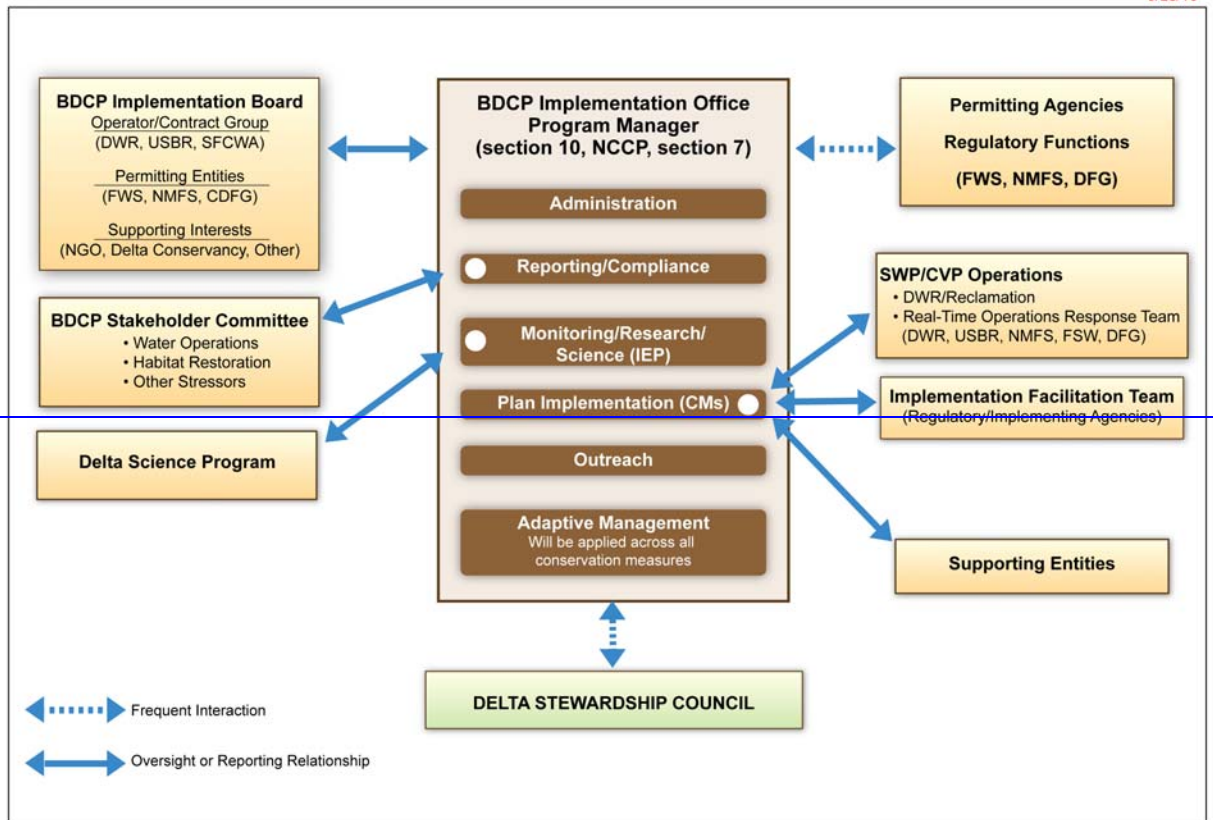 BDCP Implementation Board
Operator/Contract Group
(DWR, USBR, SFCWA)
Permitting Entities
(FWS, NMFS, CDFG)
Supporting Interests
(NGO, Delta Conservancy, Other)
BDCP Stakeholder Committee
• Water Operations
• Habitat Restoration
• Other Stressors
Delta Science Program
BDCP Implementation Office
Program Manager
(section 10, NCCP, section 7)
Administration
Reporting/Compliance
Monitoring/Research/
Science (IEP)
Plan Implementation (CMs)
Outreach
Adaptive Management
Will be applied across all
conservation measures
Permitting Agencies
Regulatory Functions
(FWS, NMFS, DFG)
SWP/CVP Operations
• DWR/Reclamation
• Real-Time Operations Response Team
(DWR, USBR, NMFS, FSW, DFG)
Implementation Facilitation Team
(Regulatory/Implementing Agencies)
Supporting Entities
DELTA STEWARDSHIP COUNCIL
Frequent Interaction
Oversight or Reporting Relationship